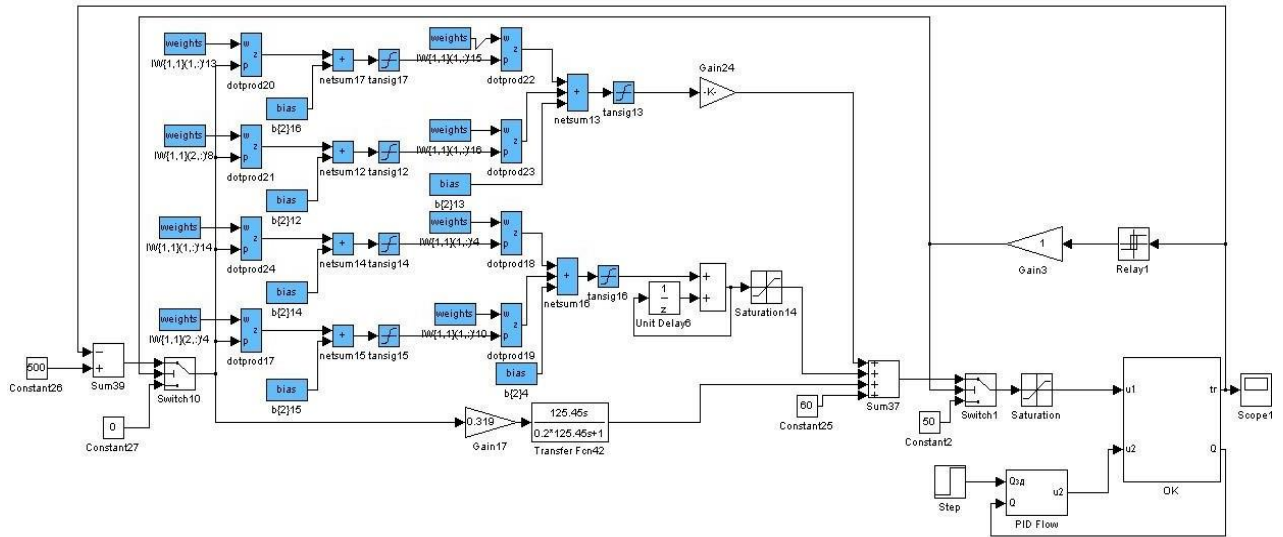 weights
IW{1,1}(1,:)'13
w
z
p
dotprod20
+
netsum17
tansig17
weights
IW{1,1}(1,:)'15
w
z
p
dotprod22
bias
b{2}16
+
netsum13
tansig13
Gain24
-K-
weights
IW{1,1}(2,:)'8
w
z
p
dotprod21
+
netsum12
tansig12
weights
IW{1,1}(1,:)'16
w
z
p
dotprod23
bias
b{2}12
bias
b{2}13
weights
IW{1,1}(1,:)'14
w
z
p
dotprod24
+
netsum14
tansig14
weights
IW{1,1}(1,:)'4
w
z
p
dotprod18
bias
b{2}14
+
netsum16
tansig16
1
z
Unit Delay6
+
+
Saturation14
1
Gain3
Relay1
weights
IW{1,1}(2,:)'4
w
z
p
dotprod17
+
netsum15
tansig15
weights
IW{1,1}(1,:)'10
w
z
p
dotprod19
bias
b{2}15
bias
b{2}4
500
Constant26
−
+
Sum39
Switch10
0
Constant27
0.319
Gain17
125.45s
0.2*125.45s+1
Transfer Fcn42
60
Constant25
+
+
+
+
Sum37
50
Constant2
Switch1
Saturation
u1
tr
u2
Q
OK
Scope1
Step
Qзд
Q
u2
PID Flow